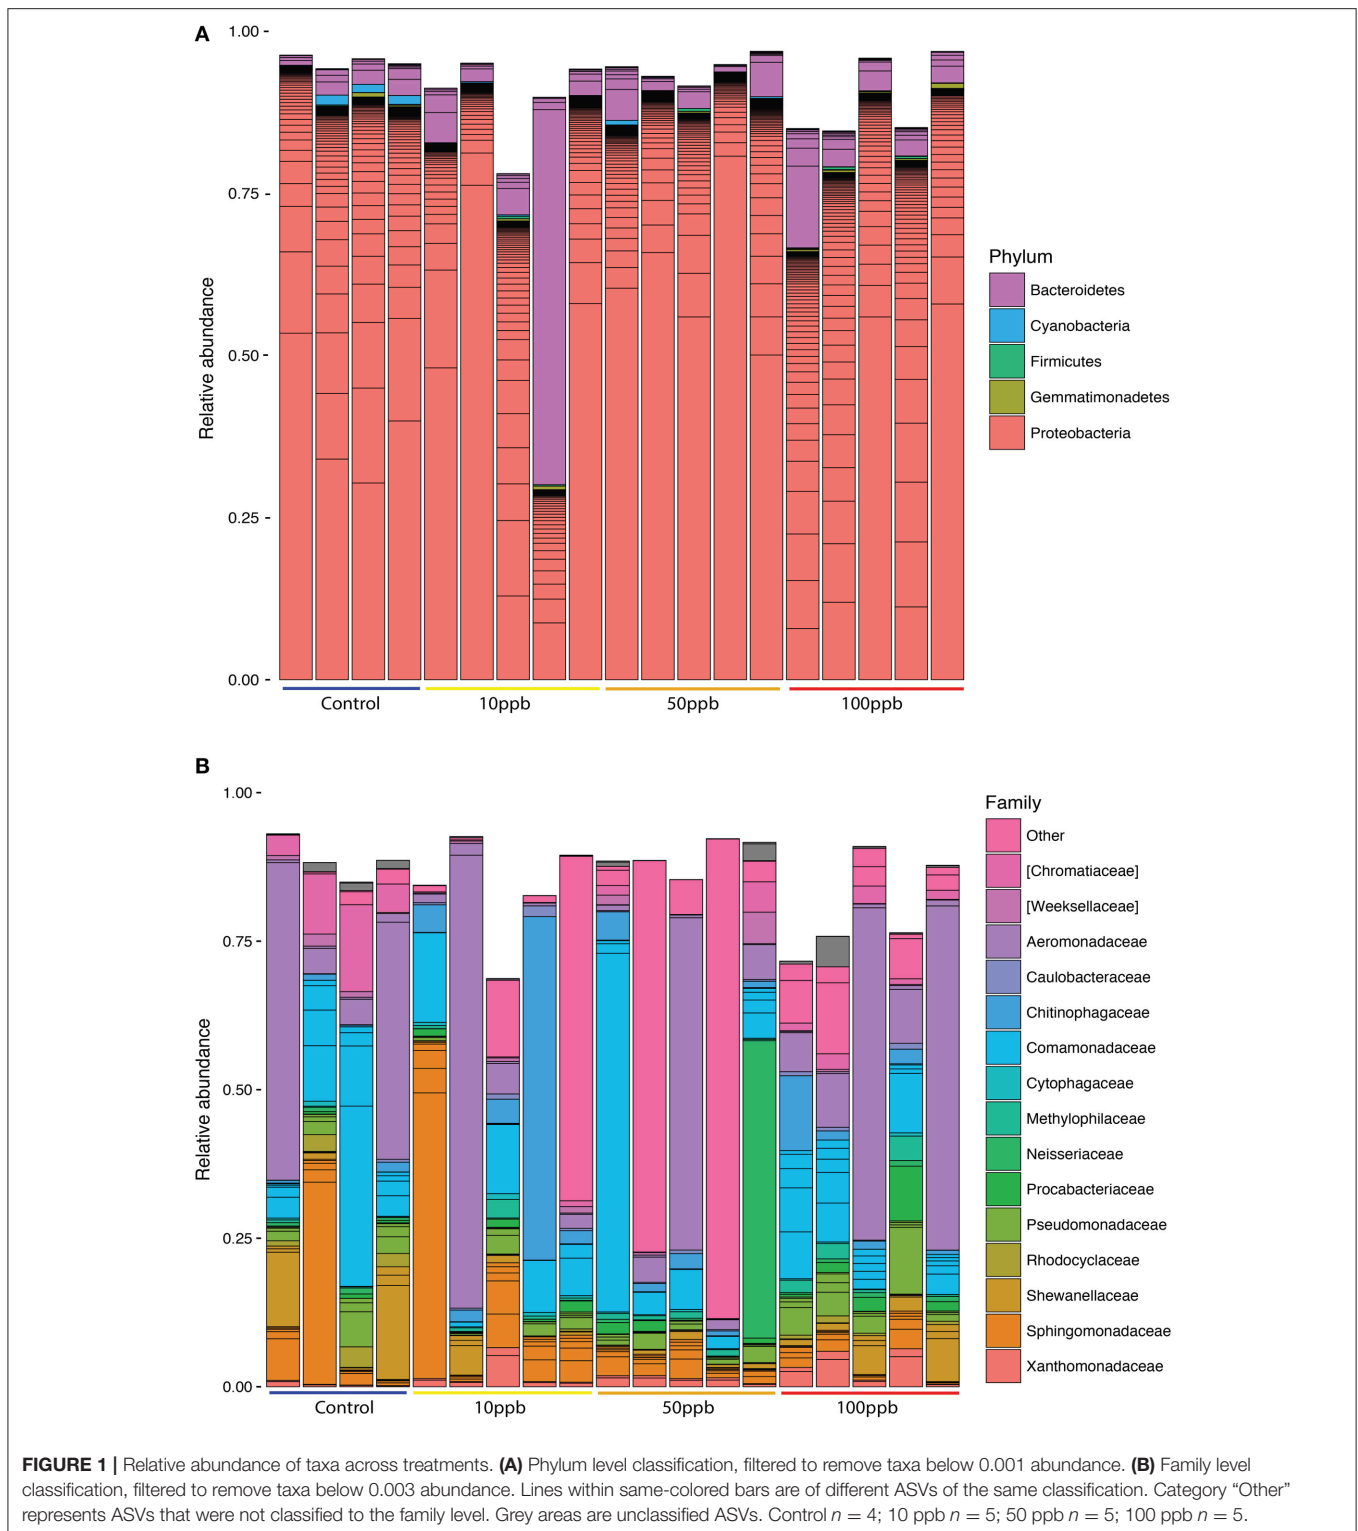 A
1.00
0.75
0.50
0.25
0.00
Relative abundance
Control
10ppb
50ppb
100ppb
Phylum
Bacteroidetes
Cyanobacteria
Firmicutes
Gemmatimonadetes
Proteobacteria
B
1.00
0.75
0.50
0.25
0.00
Relative abundance
Control
10ppb
50ppb
100ppb
Family
Other
[Chromatiaceae]
[Weeksellaceae]
Aeromonadaceae
Caulobacteraceae
Chitinophagaceae
Comamonadaceae
Cytophagaceae
Methylophilaceae
Neisseriaceae
Procabacteriaceae
Pseudomonadaceae
Rhodocyclaceae
Shewanellaceae
Sphingomonadaceae
Xanthomonadaceae
FIGURE 1 | Relative abundance of taxa across treatments. (A) Phylum level classification, filtered to remove taxa below 0.001 abundance. (B) Family level
classification, filtered to remove taxa below 0.003 abundance. Lines within same-colored bars are of different ASVs of the same classification. Category “Other”
represents ASVs that were not classified to the family level. Grey areas are unclassified ASVs. Control n = 4; 10 ppb n = 5; 50 ppb n = 5; 100 ppb n = 5.